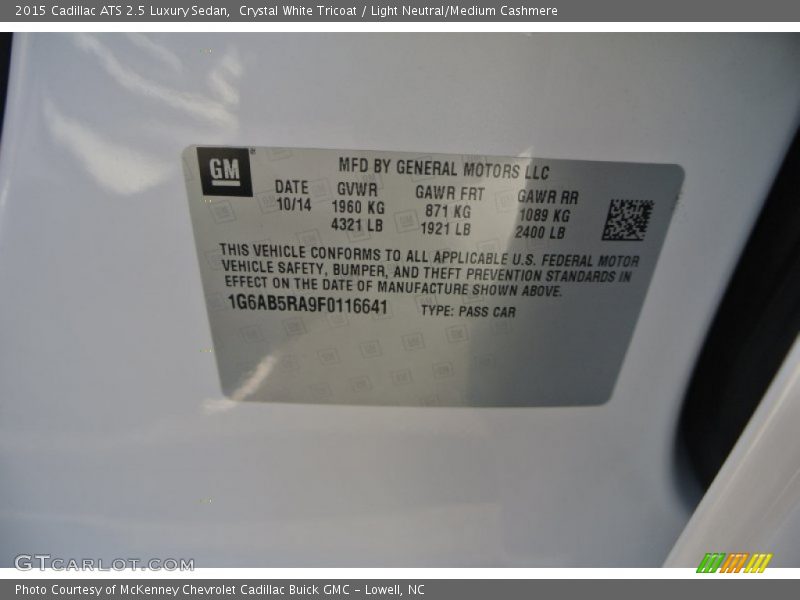 2015 Cadillac ATS 2.5 Luxury Sedan,  Crystal White Tricoat / Light Neutral/Medium Cashmere
GM
MFD BY GENERAL MOTORS LLC
DATE GVWR GAWR FRT GAWR RR
10/14 1960 KG 871 KG 1089 KG
4321 LB 1921 LB 2400 LB
THIS VEHICLE CONFORMS TO ALL APPLICABLE U.S. FEDERAL MOTOR
VEHICLE SAFETY, BUMPER, AND THEFT PREVENTION STANDARDS IN
EFFECT ON THE DATE OF MANUFACTURE SHOWN ABOVE.
1G6AB5RA9F0116641 TYPE: PASS CAR
GTCARLOT.COM
Photo Courtesy of McKenney Chevrolet Cadillac Buick GMC - Lowell, NC